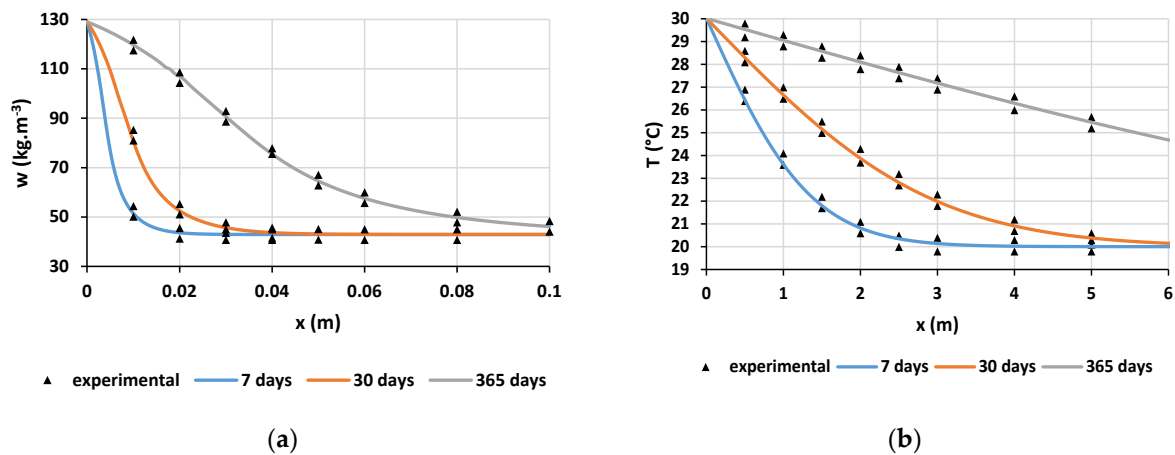 130
110
90
70
50
30
w (kg.m-3)
0 0.02 0.04 0.06 0.08 0.1
x (m)
experimental 7 days 30 days 365 days
(a)
30
29
28
27
26
25
24
23
22
21
20
19
T (°C)
0 1 2 3 4 5 6
x (m)
experimental 7 days 30 days 365 days
(b)